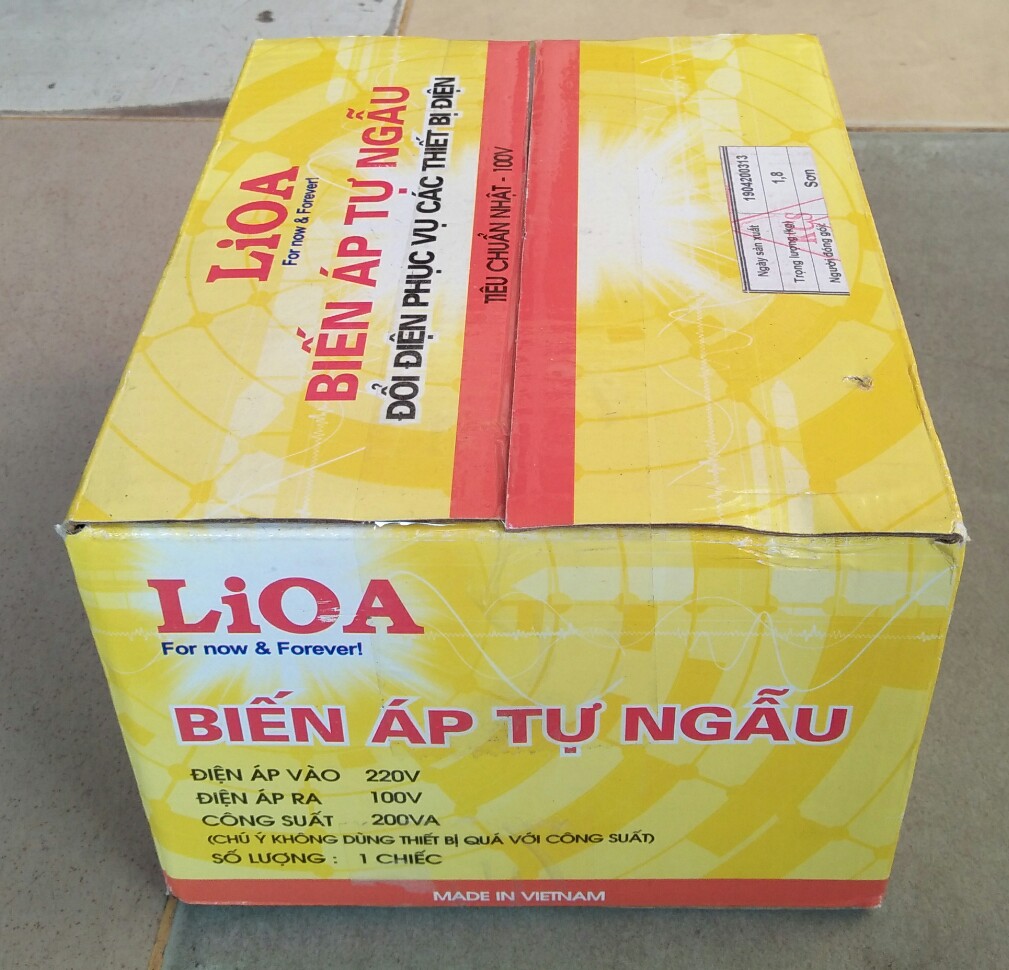 LiOA
For now & Forever!
BIẾN ÁP TỰ NGẪU
ĐỔI ĐIỆN PHỤC VỤ CÁC THIẾT BỊ ĐIỆN
TIÊU CHUẨN NHẬT - 100V
Ngày sản xuất 1904200313
Trọng lượng (kg) 1,8
Người đóng gói Sơn
LiOA
For now & Forever!
BIẾN ÁP TỰ NGẪU
ĐIỆN ÁP VÀO 220V
ĐIỆN ÁP RA 100V
CÔNG SUẤT 200VA
(CHÚ Ý KHÔNG DÙNG THIẾT BỊ QUÁ VỚI CÔNG SUẤT)
SỐ LƯỢNG : 1 CHIẾC
MADE IN VIETNAM